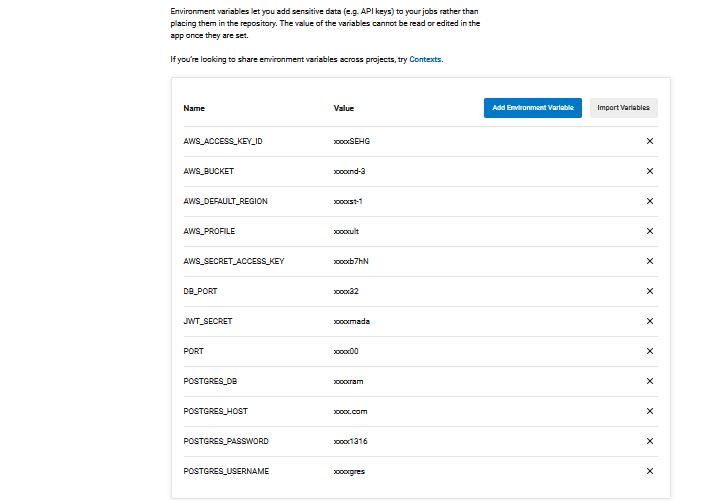 Environment variables let you add sensitive data (e.g. API keys) to your jobs rather than
placing them in the repository. The value of the variables cannot be read or edited in the
app once they are set.
If you're looking to share environment variables across projects, try Contexts.
Name Value Add Environment Variable Import Variables
AWS_ACCESS_KEY_ID xxxxSEHG
AWS_BUCKET xxxxnd-3
AWS_DEFAULT_REGION xxxxst-1
AWS_PROFILE xxxxult
AWS_SECRET_ACCESS_KEY xxxxb7hN
DB_PORT xxxx32
JWT_SECRET xxxxmada
PORT xxxx00
POSTGRES_DB xxxxram
POSTGRES_HOST xxxx.com
POSTGRES_PASSWORD xxxx1316
POSTGRES_USERNAME xxxxgres